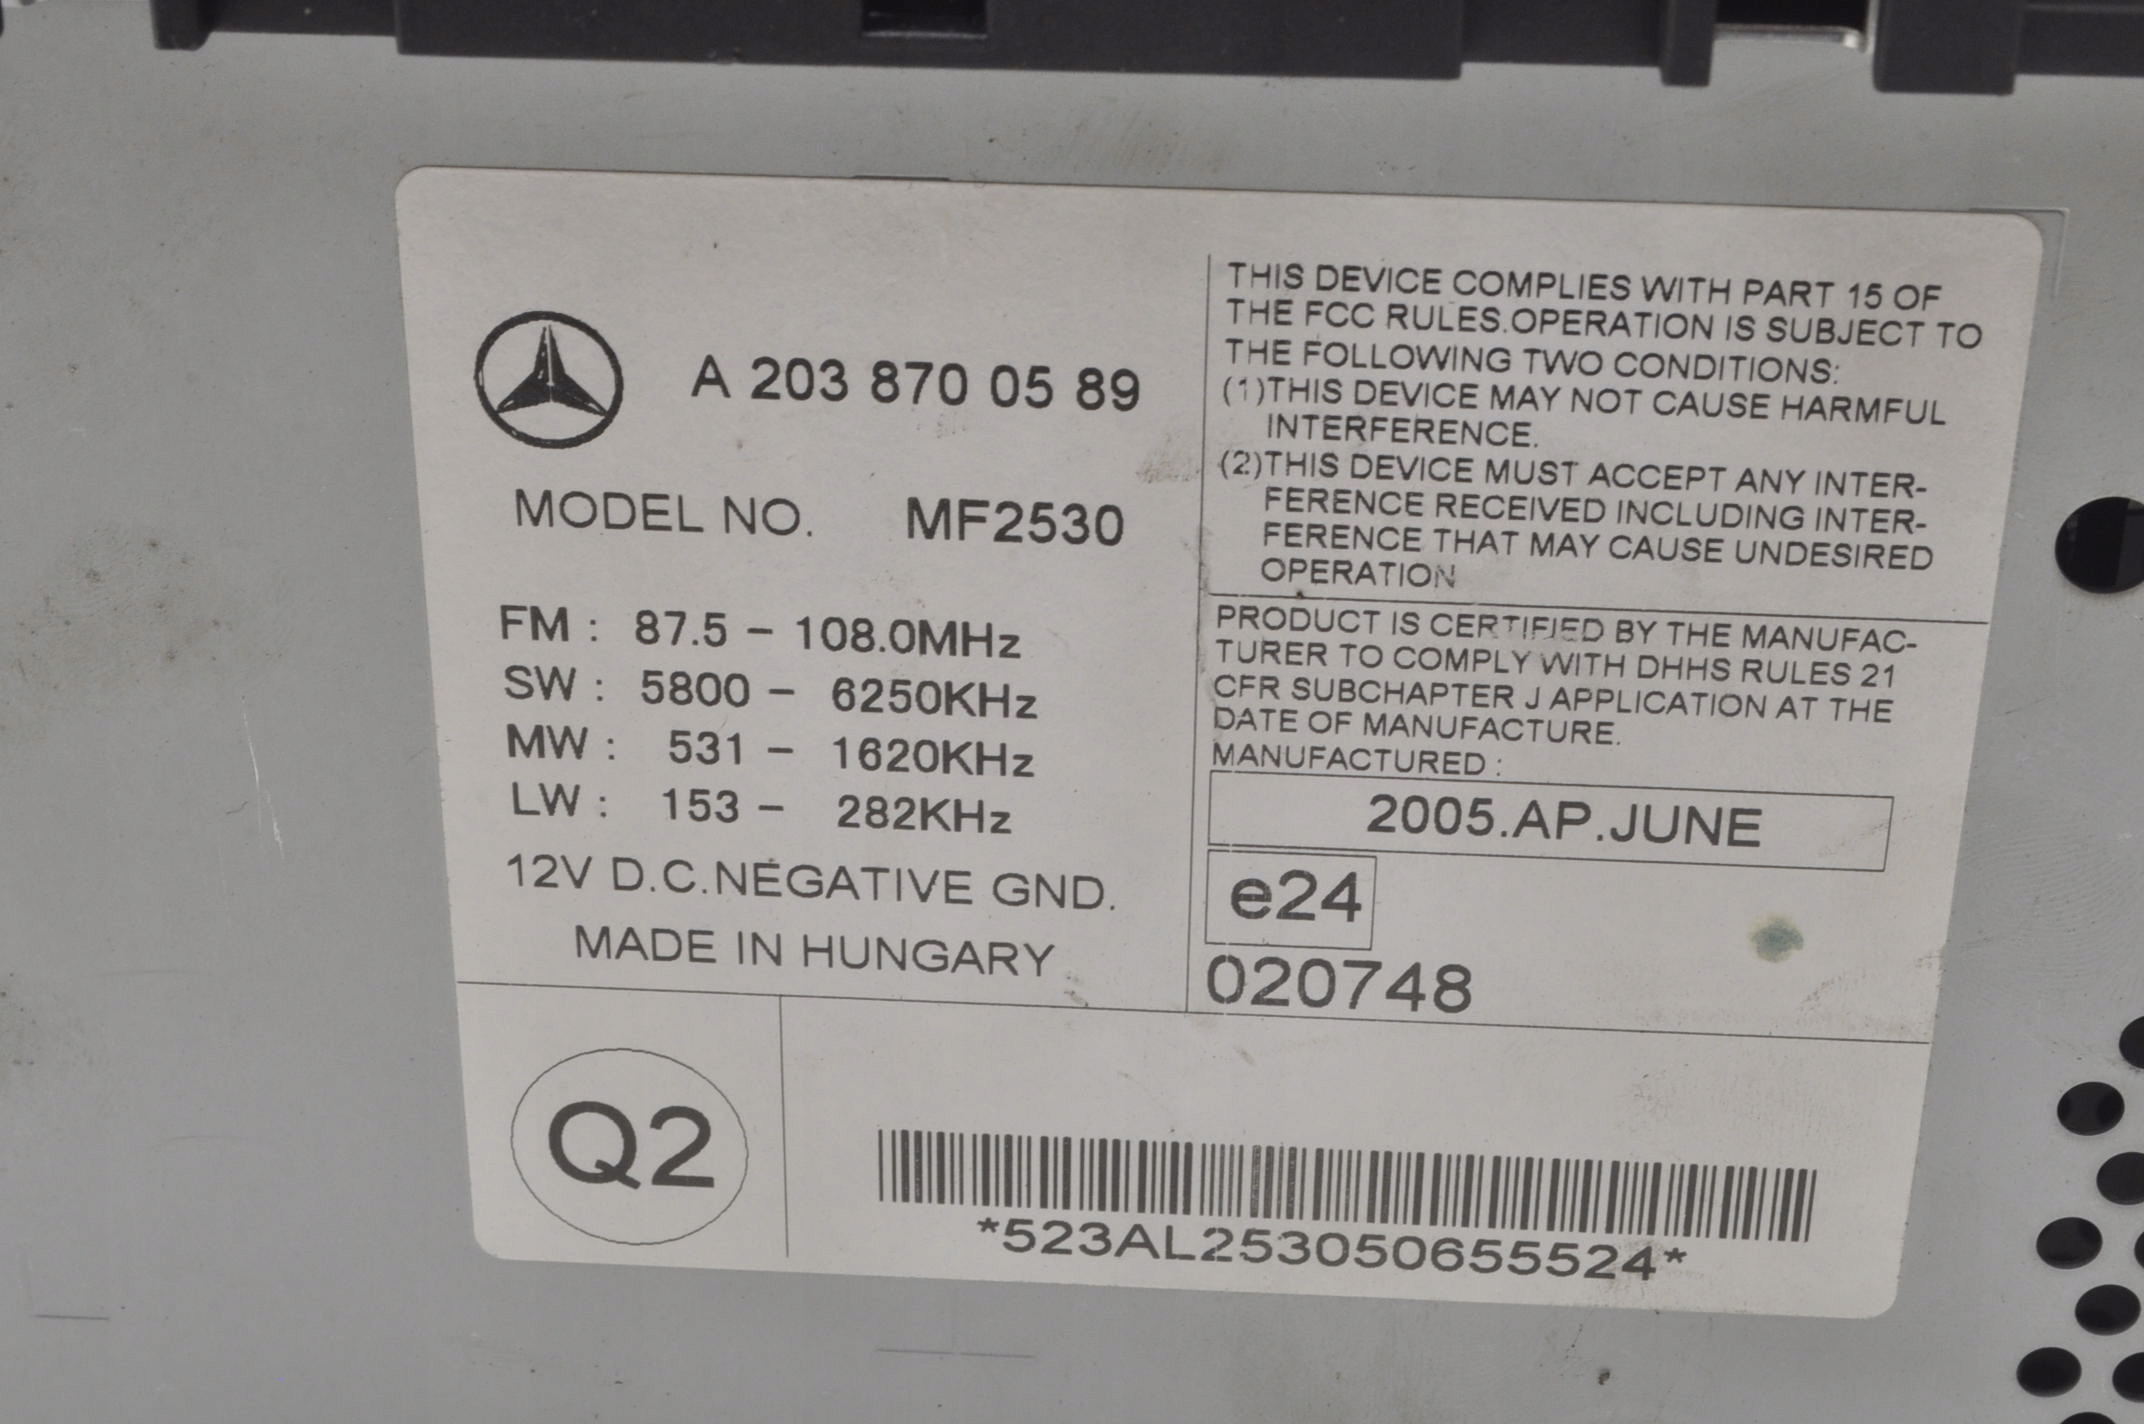 A 203 870 05 89
MODEL NO. MF2530
FM : 87.5 – 108.0MHz
SW : 5800 – 6250KHz
MW : 531 – 1620KHz
LW : 153 – 282KHz
12V D.C.NEGATIVE GND.
MADE IN HUNGARY
THIS DEVICE COMPLIES WITH PART 15 OF
THE FCC RULES.OPERATION IS SUBJECT TO
THE FOLLOWING TWO CONDITIONS:
(1)THIS DEVICE MAY NOT CAUSE HARMFUL
INTERFERENCE.
(2)THIS DEVICE MUST ACCEPT ANY INTER-
FERENCE RECEIVED INCLUDING INTER-
FERENCE THAT MAY CAUSE UNDESIRED
OPERATION
PRODUCT IS CERTIFIED BY THE MANUFAC-
TURER TO COMPLY WITH DHHS RULES 21
CFR SUBCHAPTER J APPLICATION AT THE
DATE OF MANUFACTURE.
MANUFACTURED :
2005.AP.JUNE
e24
020748
Q2
*523AL253050655524*